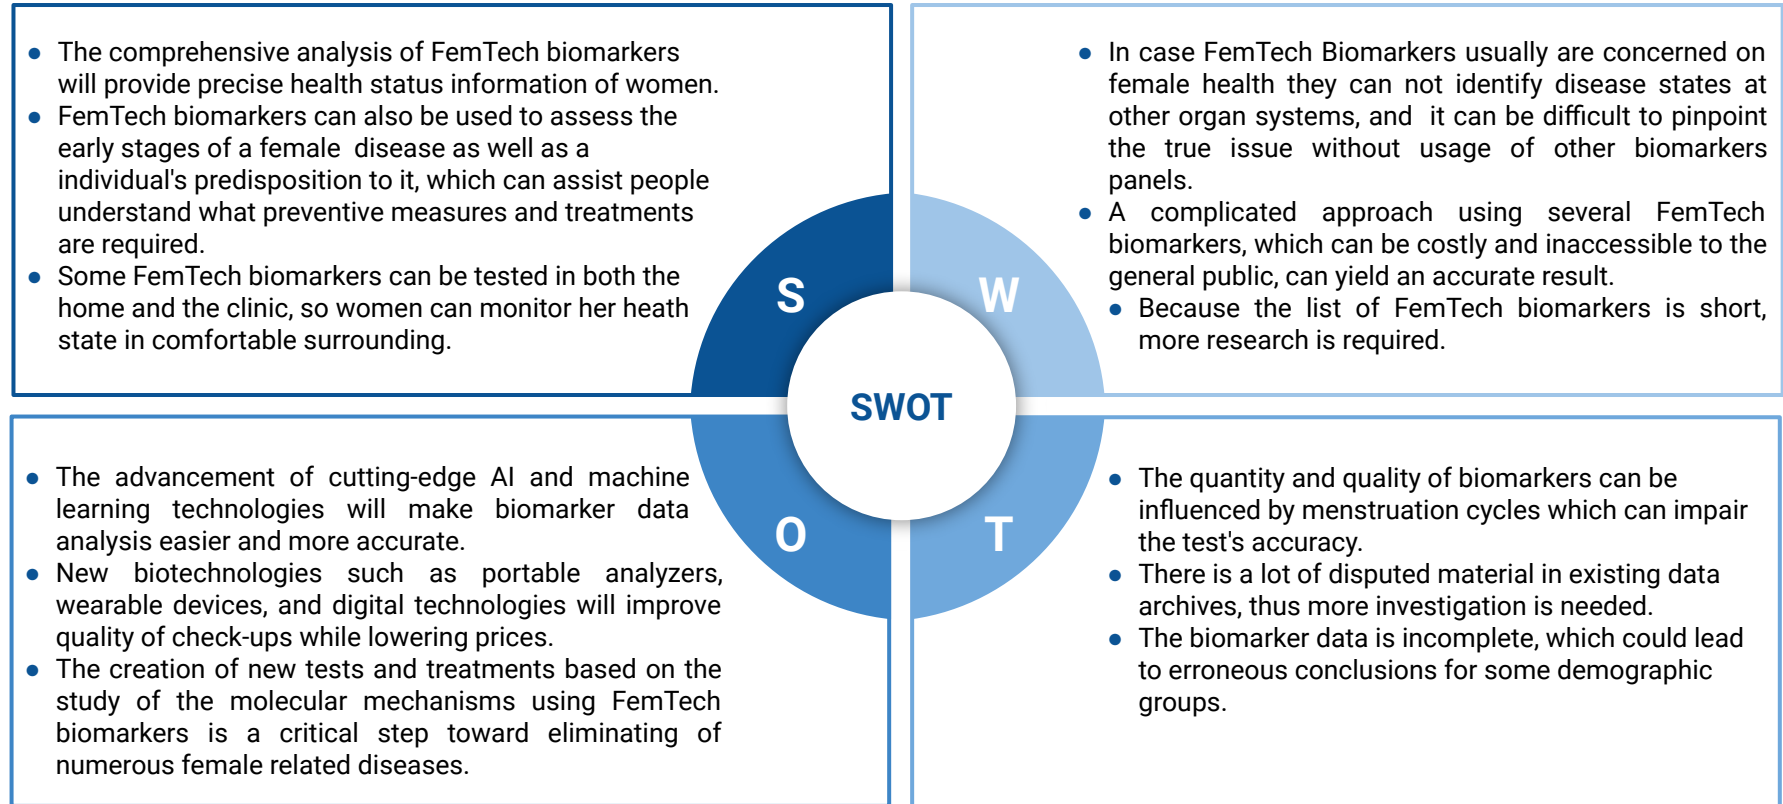 The comprehensive analysis of FemTech biomarkers
will provide precise health status information of women.
FemTech biomarkers can also be used to assess the
early stages of a female disease as well as a
individual's predisposition to it, which can assist people
understand what preventive measures and treatments
are required.
Some FemTech biomarkers can be tested in both the
home and the clinic, so women can monitor her heath
state in comfortable surrounding.
S
In case FemTech Biomarkers usually are concerned on
female health they can not identify disease states at
other organ systems, and it can be difficult to pinpoint
the true issue without usage of other biomarkers
panels.
A complicated approach using several FemTech
biomarkers, which can be costly and inaccessible to the
general public, can yield an accurate result.
Because the list of FemTech biomarkers is short,
more research is required.
W
SWOT
The advancement of cutting-edge AI and machine
learning technologies will make biomarker data
analysis easier and more accurate.
New biotechnologies such as portable analyzers,
wearable devices, and digital technologies will improve
quality of check-ups while lowering prices.
The creation of new tests and treatments based on the
study of the molecular mechanisms using FemTech
biomarkers is a critical step toward eliminating of
numerous female related diseases.
O
The quantity and quality of biomarkers can be
influenced by menstruation cycles which can impair
the test's accuracy.
There is a lot of disputed material in existing data
archives, thus more investigation is needed.
The biomarker data is incomplete, which could lead
to erroneous conclusions for some demographic
groups.
T